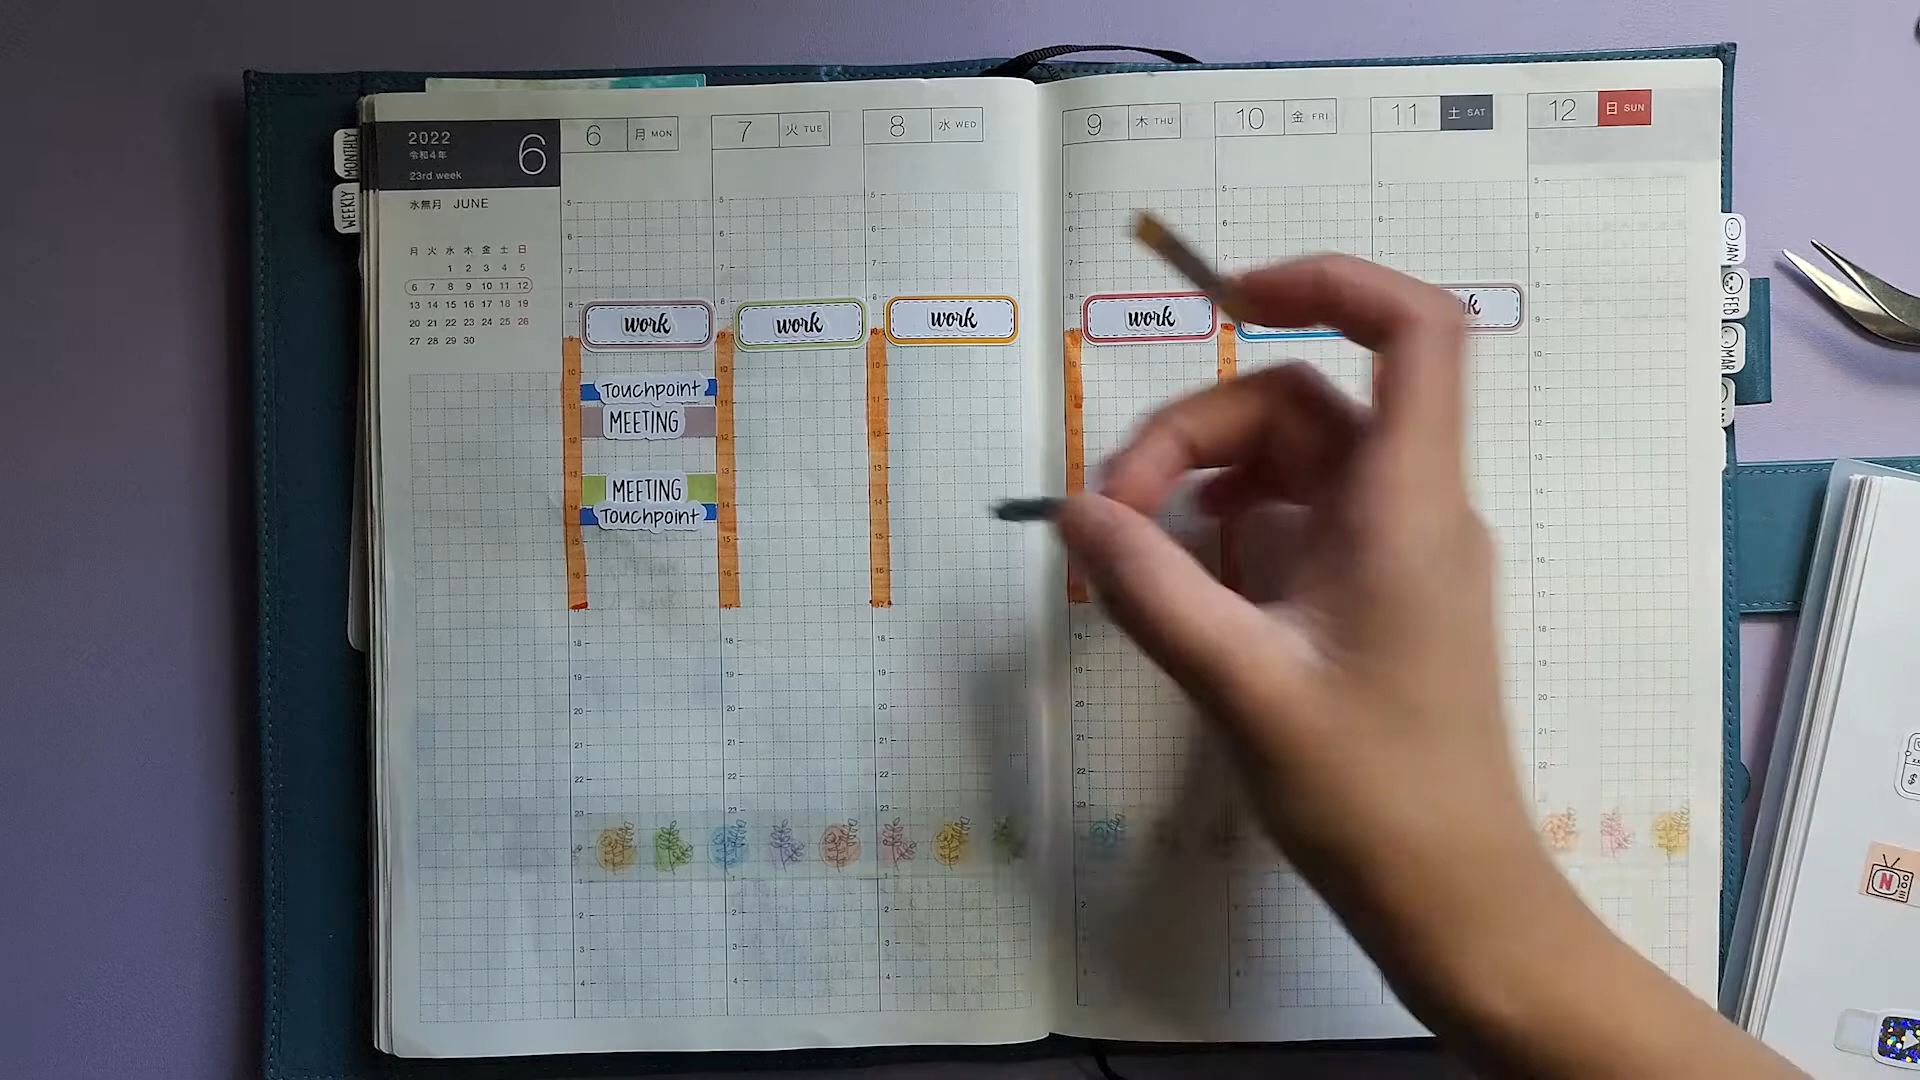 2022
令和4年
23rd week
6
水無月 JUNE
月 火 水 木 金 土 日
1 2 3 4 5
6 7 8 9 10 11 12
13 14 15 16 17 18 19
20 21 22 23 24 25 26
27 28 29 30
6 月 MON
7 火 TUE
8 水 WED
9 木 THU
10 金 FRI
11 土 SAT
12 日 SUN
work
work
work
work
Touchpoint
MEETING
MEETING
Touchpoint
MONTHLY
WEEKLY
JAN
FEB
MAR
N
$